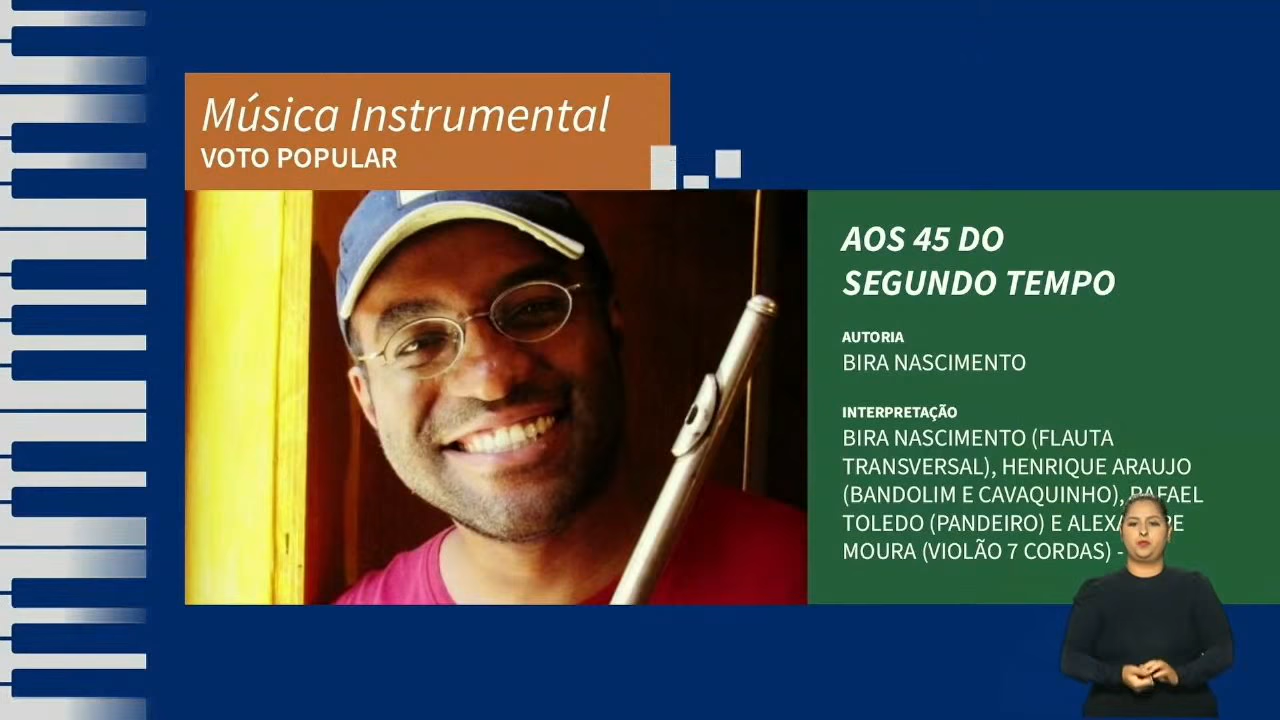 Música Instrumental
VOTO POPULAR
AOS 45 DO
SEGUNDO TEMPO
AUTORIA
BIRA NASCIMENTO
INTERPRETAÇÃO
BIRA NASCIMENTO (FLAUTA
TRANSVERSAL), HENRIQUE ARAUJO
(BANDOLIM E CAVAQUINHO), RAFAEL
TOLEDO (PANDEIRO) E
MOURA (VIOLÃO 7 CORDAS) -